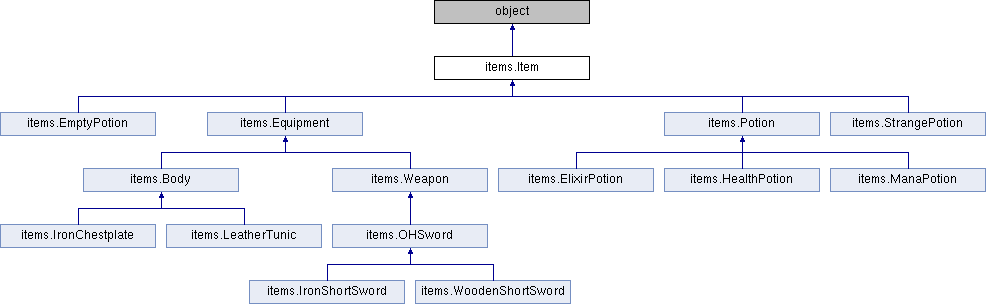 object
items.Item
items.EmptyPotion
items.Equipment
items.Potion
items.StrangePotion
items.Body
items.Weapon
items.ElixirPotion
items.HealthPotion
items.ManaPotion
items.IronChestplate
items.LeatherTunic
items.OHSword
items.IronShortSword
items.WoodenShortSword